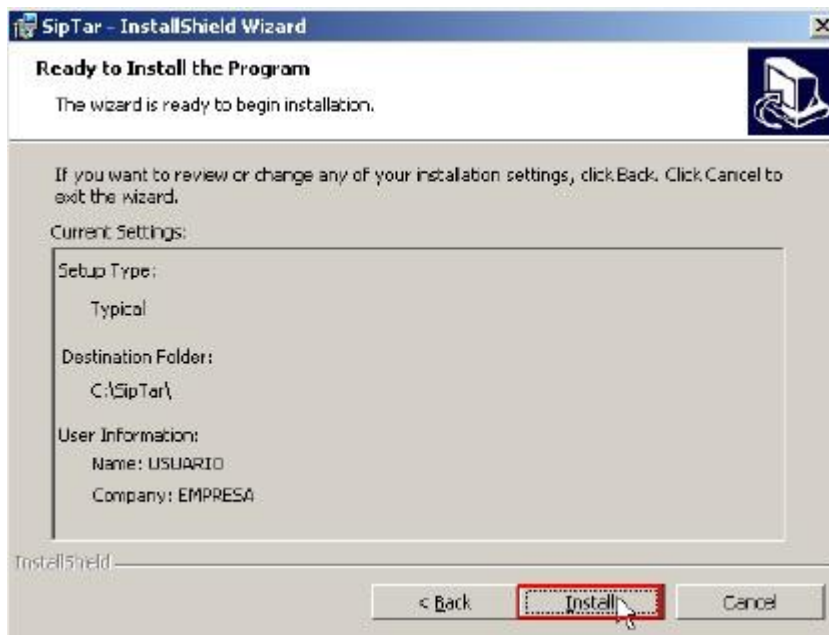 SipTar - InstallShield Wizard
Ready to Install the Program
The wizard is ready to begin installation.
If you want to review or change any of your installation settings, click Back. Click Cancel to
exit the wizard.
Current Settings:
Setup Type:
Typical
Destination Folder:
C:\SipTar\
User Information:
Name: USUARIO
Company: EMPRESA
InstallShield
< Back
Install
Cancel